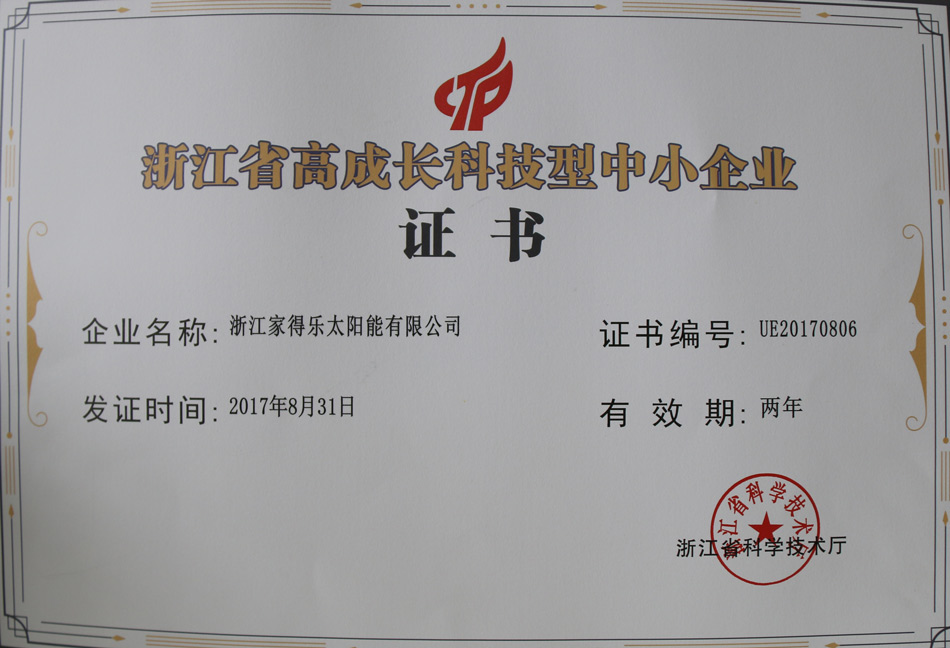 CTP
浙江省高成长科技型中小企业
证书
企业名称: 浙江家得乐太阳能有限公司
证书编号: UE20170806
发证时间: 2017年8月31日
有效期: 两年
浙江省科学技术厅
浙江省科学技术厅